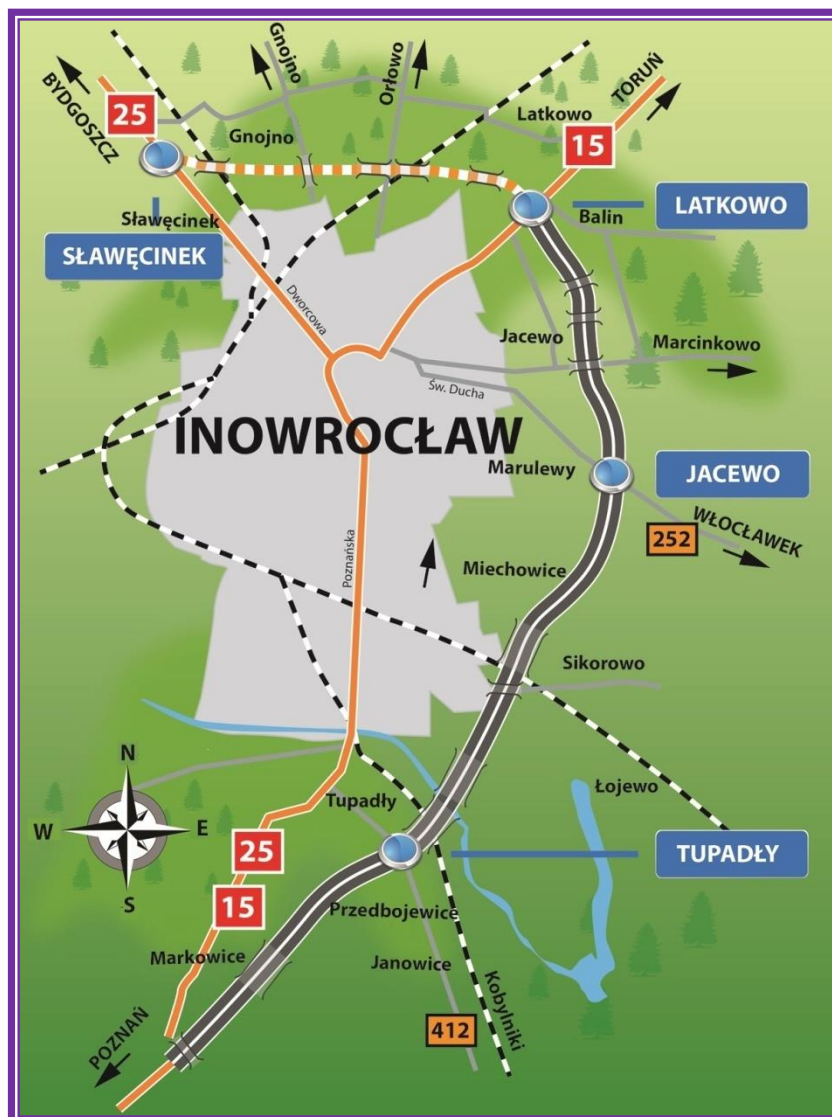 Gnojno
Orłowo
TORUŃ
BYDGOSZCZ
25
Latkowo
Gnojno
15
LATKOWO
Sławęcinek
Balin
SŁAWĘCINEK
Dworcowa
Jacewo
Marcinkowo
Św. Ducha
INOWROCŁAW
Marulewy
JACEWO
WŁOCŁAWEK
252
Poznańska
Miechowice
Sikorowo
N
Łojewo
Tupadły
W
E
25
TUPADŁY
S
15
Przedbojewice
Markowice
Janowice
Kobylniki
412
POZNAŃ